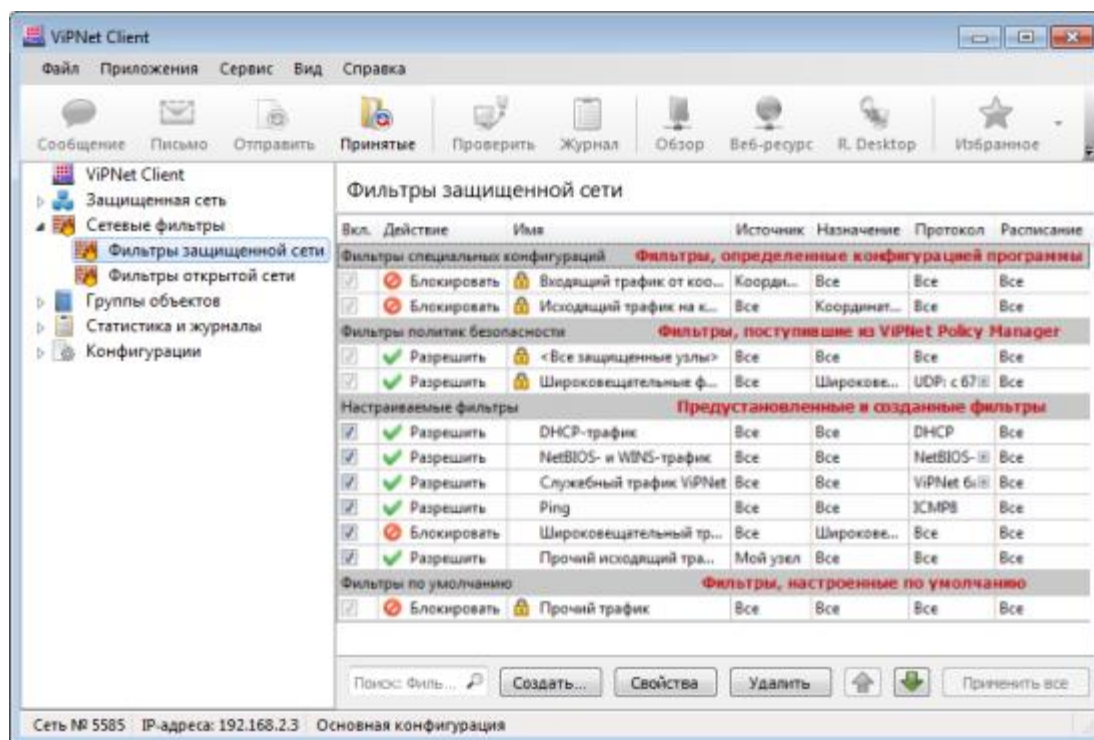 ViPNet Client
Файл Приложения Сервис Вид Справка
Сообщение Письмо Отправить Принятые Проверить Журнал Обзор Веб-ресурс R. Desktop Избранное
ViPNet Client
Защищенная сеть
Сетевые фильтры
Фильтры защищенной сети
Фильтры открытой сети
Группы объектов
Статистика и журналы
Конфигурации
Фильтры защищенной сети
Вкл. Действие Имя Источник Назначение Протокол Расписание
Фильтры специальных конфигураций Фильтры, определенные конфигурацией программы
Блокировать Входящий трафик от коо... Коорди... Все Все Все
Блокировать Исходящий трафик на к... Все Координат... Все Все
Фильтры политик безопасности Фильтры, поступившие из ViPNet Policy Manager
Разрешить <Все защищенные узлы> Все Все Все Все
Разрешить Широковещательные ф... Все Широкове... UDP: с 67 Все
Настраиваемые фильтры Предустановленные и созданные фильтры
Разрешить DHCP-трафик Все Все DHCP Все
Разрешить NetBIOS- и WINS-трафик Все Все NetBIOS- Все
Разрешить Служебный трафик ViPNet Все Все ViPNet Все
Разрешить Ping Все Все ICMP8 Все
Блокировать Широковещательный тр... Все Широкове... Все Все
Разрешить Прочий исходящий тра... Мой узел Все Все Все
Фильтры по умолчанию Фильтры, настроенные по умолчанию
Блокировать Прочий трафик Все Все Все Все
Поиск: Филь... Создать... Свойства Удалить Применить все
Сеть № 5585 IP-адреса: 192.168.2.3 Основная конфигурация